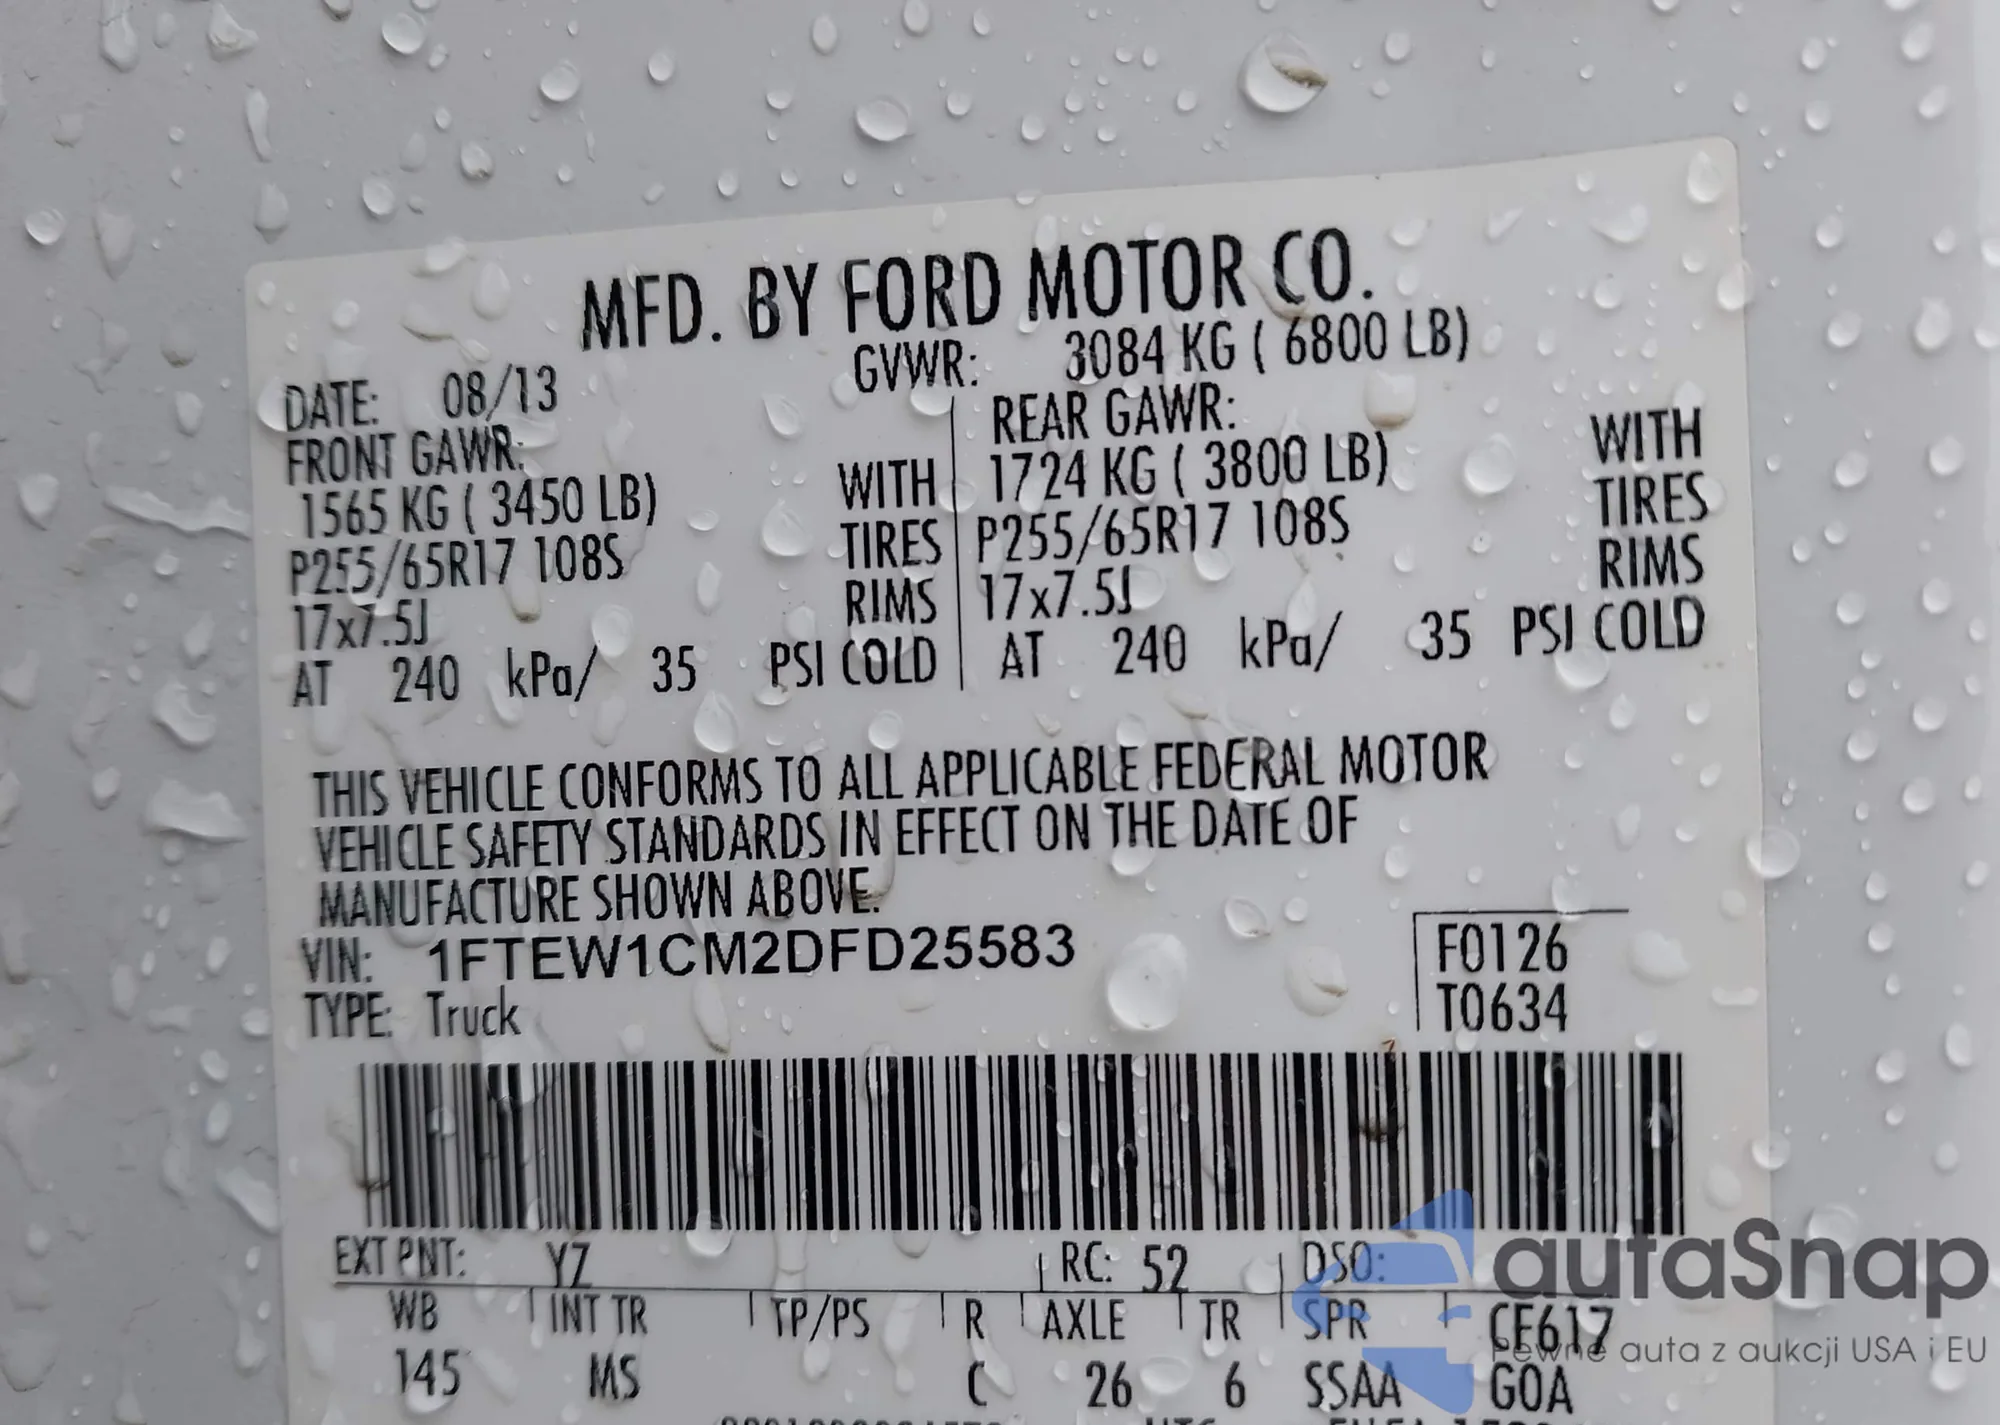 MFD. BY FORD MOTOR CO.
DATE: 08/13 GVWR: 3084 KG ( 6800 LB)
FRONT GAWR: REAR GAWR:
1565 KG ( 3450 LB) WITH 1724 KG ( 3800 LB) WITH
P255/65R17 108S TIRES P255/65R17 108S TIRES
17x7.5J RIMS 17x7.5J RIMS
AT 240 kPa/ 35 PSI COLD AT 240 kPa/ 35 PSI COLD
THIS VEHICLE CONFORMS TO ALL APPLICABLE FEDERAL MOTOR
VEHICLE SAFETY STANDARDS IN EFFECT ON THE DATE OF
MANUFACTURE SHOWN ABOVE.
VIN: 1FTEW1CM2DFD25583 F0126
TYPE: Truck T0634
EXT PNT: YZ RC: 52 DSO:
WB INT TR TP/PS R AXLE TR SPR CF617
145 MS C 26 6 SSAA GOA
autaSnap
Pewne auta z aukcji USA i EU